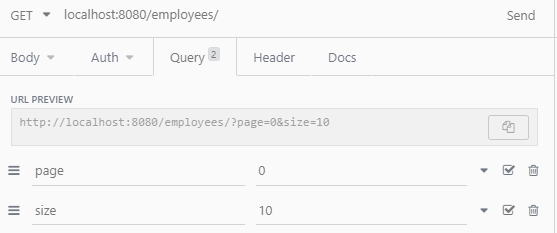 GET localhost:8080/employees/ Send
Body Auth Query 2 Header Docs
URL PREVIEW
http://localhost:8080/employees/?page=0&size=10
page 0
size 10